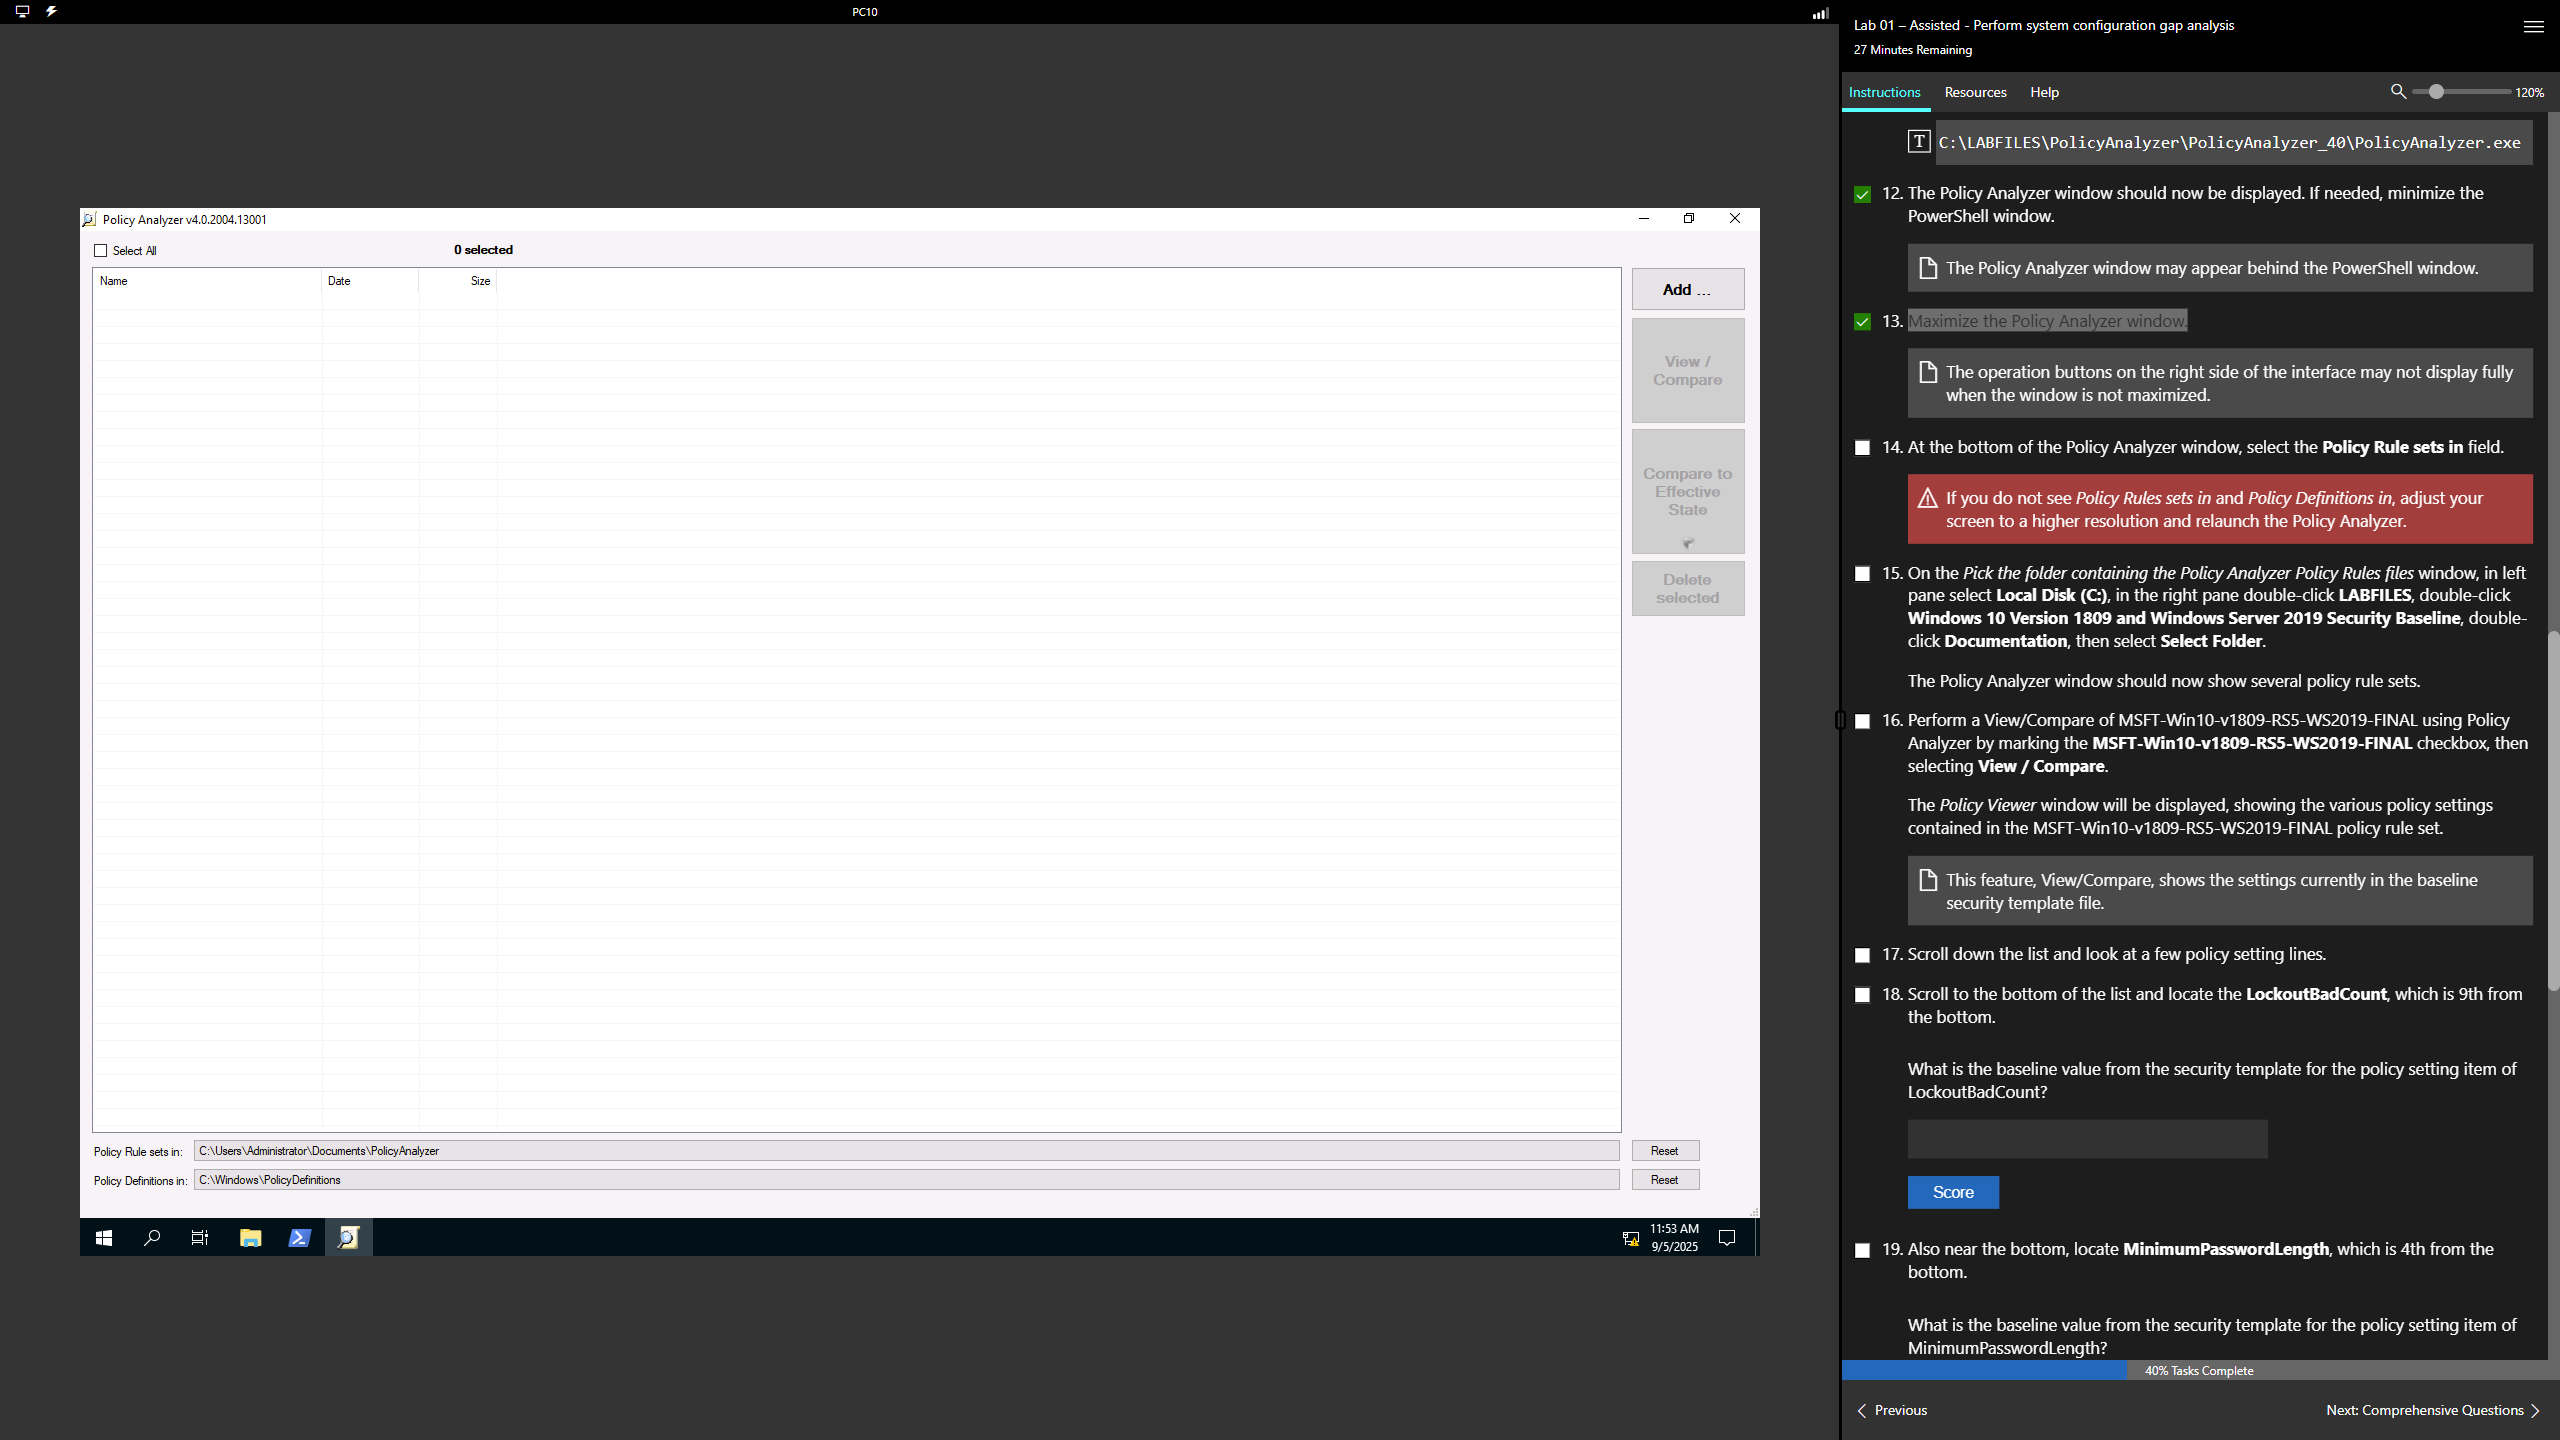 PC10
Policy Analyzer v4.0.2004.13001
Select All
0 selected
Name Date Size
Add ...
View /
Compare
Compare to
Effective
State
Delete
selected
Policy Rule sets in: C:\Users\Administrator\Documents\PolicyAnalyzer Reset
Policy Definitions in: C:\Windows\PolicyDefinitions Reset
11:53 AM
9/5/2025
Lab 01 – Assisted - Perform system configuration gap analysis
27 Minutes Remaining
Instructions Resources Help 120%
T C:\LABFILES\PolicyAnalyzer\PolicyAnalyzer_40\PolicyAnalyzer.exe
12. The Policy Analyzer window should now be displayed. If needed, minimize the
PowerShell window.
The Policy Analyzer window may appear behind the PowerShell window.
13. Maximize the Policy Analyzer window.
The operation buttons on the right side of the interface may not display fully
when the window is not maximized.
14. At the bottom of the Policy Analyzer window, select the Policy Rule sets in field.
If you do not see Policy Rules sets in and Policy Definitions in, adjust your
screen to a higher resolution and relaunch the Policy Analyzer.
15. On the Pick the folder containing the Policy Analyzer Policy Rules files window, in left
pane select Local Disk (C:), in the right pane double-click LABFILES, double-click
Windows 10 Version 1809 and Windows Server 2019 Security Baseline, double-
click Documentation, then select Select Folder.
The Policy Analyzer window should now show several policy rule sets.
16. Perform a View/Compare of MSFT-Win10-v1809-RS5-WS2019-FINAL using Policy
Analyzer by marking the MSFT-Win10-v1809-RS5-WS2019-FINAL checkbox, then
selecting View / Compare.
The Policy Viewer window will be displayed, showing the various policy settings
contained in the MSFT-Win10-v1809-RS5-WS2019-FINAL policy rule set.
This feature, View/Compare, shows the settings currently in the baseline
security template file.
17. Scroll down the list and look at a few policy setting lines.
18. Scroll to the bottom of the list and locate the LockoutBadCount, which is 9th from
the bottom.
What is the baseline value from the security template for the policy setting item of
LockoutBadCount?
Score
19. Also near the bottom, locate MinimumPasswordLength, which is 4th from the
bottom.
What is the baseline value from the security template for the policy setting item of
MinimumPasswordLength?
40% Tasks Complete
Previous Next: Comprehensive Questions